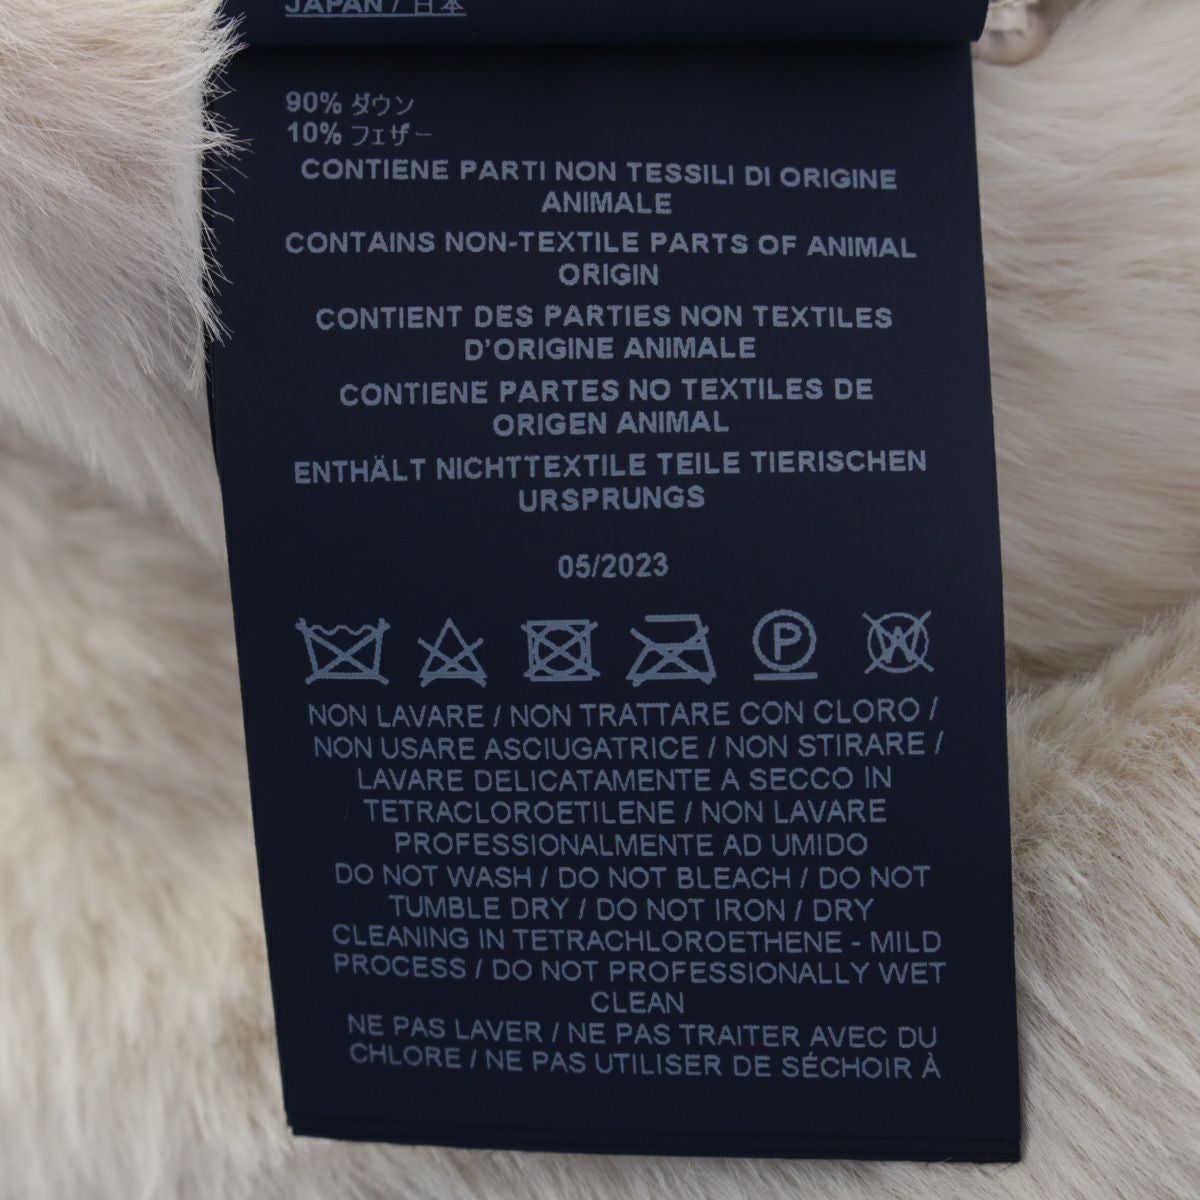 JAPAN / 日本
90% ダウン
10% フェザー
CONTIENE PARTI NON TESSILI DI ORIGINE
ANIMALE
CONTAINS NON-TEXTILE PARTS OF ANIMAL
ORIGIN
CONTIENT DES PARTIES NON TEXTILES
D'ORIGINE ANIMALE
CONTIENE PARTES NO TEXTILES DE
ORIGEN ANIMAL
ENTHÄLT NICHTTEXTILE TEILE TIERISCHEN
URSPRUNGS
05/2023
P W
NON LAVARE / NON TRATTARE CON CLORO /
NON USARE ASCIUGATRICE / NON STIRARE /
LAVARE DELICATAMENTE A SECCO IN
TETRACLOROETILENE / NON LAVARE
PROFESSIONALMENTE AD UMIDO
DO NOT WASH / DO NOT BLEACH / DO NOT
TUMBLE DRY / DO NOT IRON / DRY
CLEANING IN TETRACHLOROETHENE - MILD
PROCESS / DO NOT PROFESSIONALLY WET
CLEAN
NE PAS LAVER / NE PAS TRAITER AVEC DU
CHLORE / NE PAS UTILISER DE SÉCHOIR À